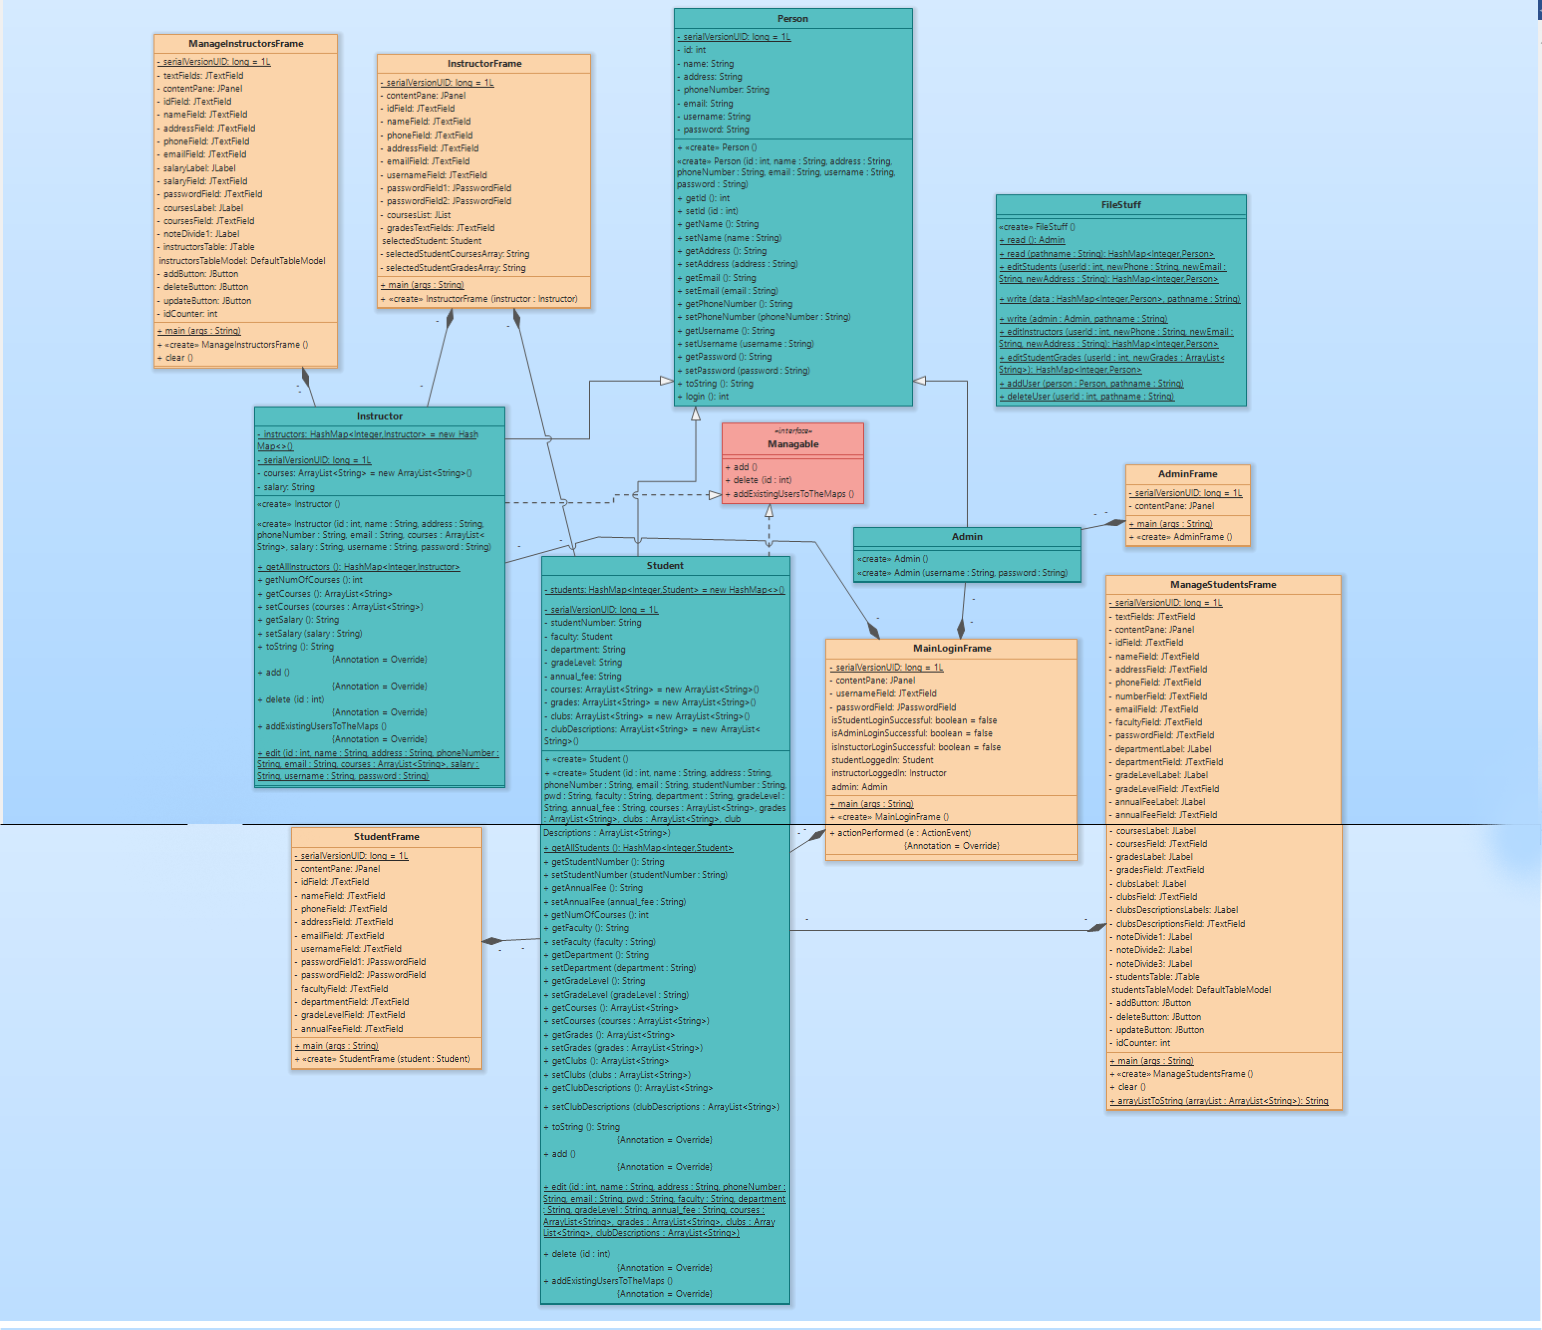 Person
- serialVersionUID: long = 1L
- id: int
- name: String
- address: String
- phoneNumber: String
- email: String
- username: String
- password: String
+ «create» Person ()
«create» Person (id : int, name : String, address : String,
phoneNumber : String, email : String, username : String,
password : String)
+ getId (): int
+ setId (id : int)
+ getName (): String
+ setName (name : String)
+ getAddress (): String
+ setAddress (address : String)
+ getEmail (): String
+ setEmail (email : String)
+ getPhoneNumber (): String
+ setPhoneNumber (phoneNumber : String)
+ getUsername (): String
+ setUsername (username : String)
+ getPassword (): String
+ setPassword (password : String)
+ toString (): String
+ login (): int
ManageInstructorsFrame
- serialVersionUID: long = 1L
- textFields: JTextField
- contentPane: JPanel
- idField: JTextField
- nameField: JTextField
- addressField: JTextField
- phoneField: JTextField
- emailField: JTextField
- salaryLabel: JLabel
- salaryField: JTextField
- passwordField: JTextField
- coursesLabel: JLabel
- coursesField: JTextField
- noteDivide1: JLabel
- instructorsTable: JTable
instructorsTableModel: DefaultTableModel
- addButton: JButton
- deleteButton: JButton
- updateButton: JButton
- idCounter: int
+ main (args : String)
+ «create» ManageInstructorsFrame ()
+ clear ()
InstructorFrame
- serialVersionUID: long = 1L
- contentPane: JPanel
- idField: JTextField
- nameField: JTextField
- phoneField: JTextField
- addressField: JTextField
- emailField: JTextField
- usernameField: JTextField
- passwordField1: JPasswordField
- passwordField2: JPasswordField
- coursesList: JList
- gradesTextFields: JTextField
selectedStudent: Student
- selectedStudentCoursesArray: String
- selectedStudentGradesArray: String
+ main (args : String)
+ «create» InstructorFrame (instructor : Instructor)
FileStuff
«create» FileStuff ()
+ read (): Admin
+ read (pathname : String): HashMap<Integer,Person>
+ editStudents (userId : int, newPhone : String, newEmail :
String, newAddress : String): HashMap<Integer,Person>
+ write (data : HashMap<Integer,Person>, pathname : String)
+ write (admin : Admin, pathname : String)
+ editInstructors (userId : int, newPhone : String, newEmail :
String, newAddress : String): HashMap<Integer,Person>
+ editStudentGrades (userId : int, newGrades : ArrayList<
String>): HashMap<Integer,Person>
+ addUser (person : Person, pathname : String)
+ deleteUser (userId : int, pathname : String)
Instructor
- Instructors: HashMap<Integer,Instructor> = new Hash
Map<>()
- serialVersionUID: long = 1L
- courses: ArrayList<String> = new ArrayList<String>()
- salary: String
«create» Instructor ()
«create» Instructor (id : int, name : String, address : String,
phoneNumber : String, email : String, courses : ArrayList<
String>, salary : String, username : String, password : String)
+ getAllInstructors (): HashMap<Integer,Instructor>
+ getNumOfCourses (): int
+ getCourses (): ArrayList<String>
+ setCourses (courses : ArrayList<String>)
+ getSalary (): String
+ setSalary (salary : String)
+ toString (): String
{Annotation = Override}
+ add ()
{Annotation = Override}
+ delete (id : int)
{Annotation = Override}
+ addExistingUsersToTheMaps ()
{Annotation = Override}
+ edit (id : int, name : String, address : String, phoneNumber :
String, email : String, courses : ArrayList<String>, salary :
String, username : String, password : String)
«interface»
Managable
+ add ()
+ delete (id : int)
+ addExistingUsersToTheMaps ()
AdminFrame
- serialVersionUID: long = 1L
- contentPane: JPanel
+ main (args : String)
+ «create» AdminFrame ()
Admin
«create» Admin ()
«create» Admin (username : String, password : String)
Student
- students: HashMap<Integer,Student> = new HashMap<>()
- serialVersionUID: long = 1L
- studentNumber: String
- faculty: Student
- department: String
- gradeLevel: String
- annual_fee: String
- courses: ArrayList<String> = new ArrayList<String>()
- grades: ArrayList<String> = new ArrayList<String>()
- clubs: ArrayList<String> = new ArrayList<String>()
- clubDescriptions: ArrayList<String> = new ArrayList<
String>()
+ «create» Student ()
+ «create» Student (id : int, name : String, address : String,
phoneNumber : String, email : String, studentNumber : String,
pwd : String, faculty : String, department : String, gradeLevel :
String, annual_fee : String, courses : ArrayList<String>, grades
: ArrayList<String>, clubs : ArrayList<String>, club
Descriptions : ArrayList<String>)
+ getAllStudents (): HashMap<Integer,Student>
+ getStudentNumber (): String
+ setStudentNumber (studentNumber : String)
+ getAnnualFee (): String
+ setAnnualFee (annual_fee : String)
+ getNumOfCourses (): int
+ getFaculty (): String
+ setFaculty (faculty : String)
+ getDepartment (): String
+ setDepartment (department : String)
+ getGradeLevel (): String
+ setGradeLevel (gradeLevel : String)
+ getCourses (): ArrayList<String>
+ setCourses (courses : ArrayList<String>)
+ getGrades (): ArrayList<String>
+ setGrades (grades : ArrayList<String>)
+ getClubs (): ArrayList<String>
+ setClubs (clubs : ArrayList<String>)
+ getClubDescriptions (): ArrayList<String>
+ setClubDescriptions (clubDescriptions : ArrayList<String>)
+ toString (): String
{Annotation = Override}
+ add ()
{Annotation = Override}
+ edit (id : int, name : String, address : String, phoneNumber :
String, email : String, pwd : String, faculty : String, department
: String, gradeLevel : String, annual_fee : String, courses :
ArrayList<String>, grades : ArrayList<String>, clubs : Array
List<String>, clubDescriptions : ArrayList<String>)
+ delete (id : int)
{Annotation = Override}
+ addExistingUsersToTheMaps ()
{Annotation = Override}
MainLoginFrame
- serialVersionUID: long = 1L
- contentPane: JPanel
- usernameField: JTextField
- passwordField: JPasswordField
isStudentLoginSuccessful: boolean = false
isAdminLoginSuccessful: boolean = false
isInstructorLoginSuccessful: boolean = false
studentLoggedIn: Student
instructorLoggedIn: Instructor
admin: Admin
+ main (args : String)
+ «create» MainLoginFrame ()
+ actionPerformed (e : ActionEvent)
{Annotation = Override}
ManageStudentsFrame
- serialVersionUID: long = 1L
- textFields: JTextField
- contentPane: JPanel
- idField: JTextField
- nameField: JTextField
- addressField: JTextField
- phoneField: JTextField
- numberField: JTextField
- emailField: JTextField
- facultyField: JTextField
- passwordField: JTextField
- departmentLabel: JLabel
- departmentField: JTextField
- gradeLevelLabel: JLabel
- gradeLevelField: JTextField
- annualFeeLabel: JLabel
- annualFeeField: JTextField
- coursesLabel: JLabel
- coursesField: JTextField
- gradesLabel: JLabel
- gradesField: JTextField
- clubsLabel: JLabel
- clubsField: JTextField
- clubsDescriptionsLabels: JLabel
- clubsDescriptionsField: JTextField
- noteDivide1: JLabel
- noteDivide2: JLabel
- noteDivide3: JLabel
- studentsTable: JTable
studentsTableModel: DefaultTableModel
- addButton: JButton
- deleteButton: JButton
- updateButton: JButton
- idCounter: int
+ main (args : String)
+ «create» ManageStudentsFrame ()
+ clear ()
+ arrayListToString (arrayList : ArrayList<String>): String
StudentFrame
- serialVersionUID: long = 1L
- contentPane: JPanel
- idField: JTextField
- nameField: JTextField
- phoneField: JTextField
- addressField: JTextField
- emailField: JTextField
- usernameField: JTextField
- passwordField1: JPasswordField
- passwordField2: JPasswordField
- facultyField: JTextField
- departmentField: JTextField
- gradeLevelField: JTextField
- annualFeeField: JTextField
+ main (args : String)
+ «create» StudentFrame (student : Student)